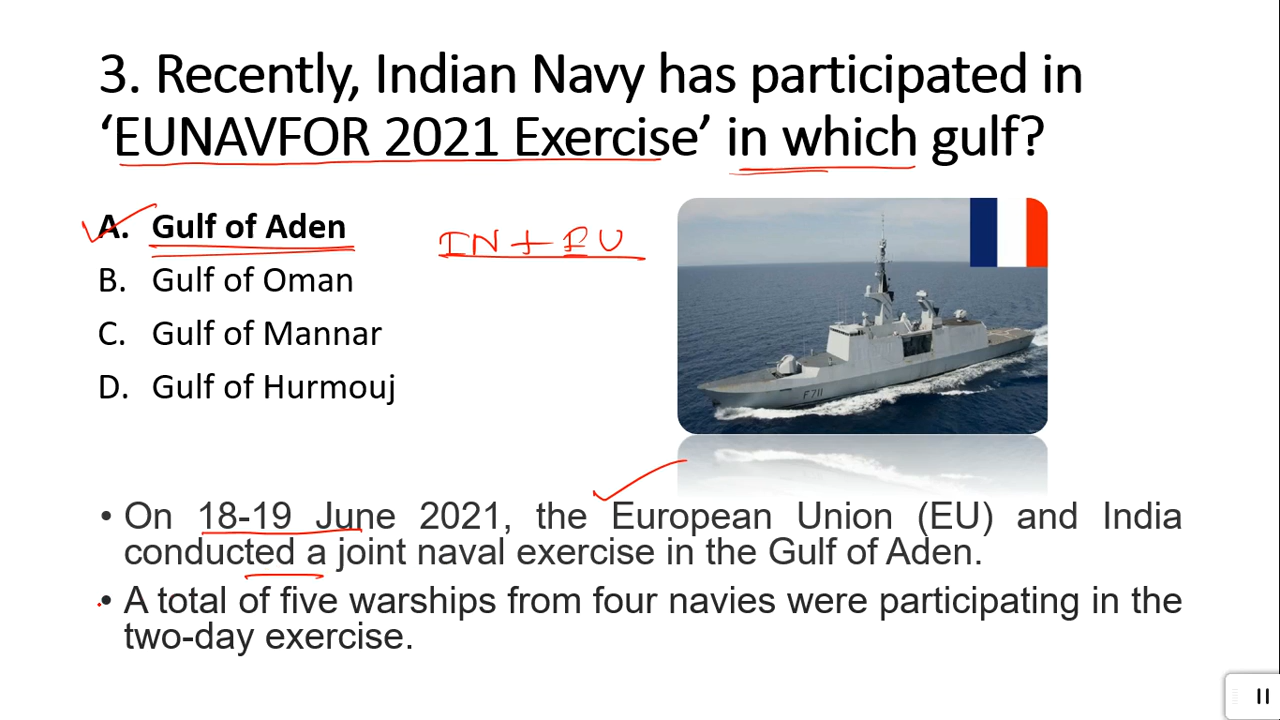 3. Recently, Indian Navy has participated in
‘EUNAVFOR 2021 Exercise’ in which gulf?
A. Gulf of Aden
IN + EU
B. Gulf of Oman
C. Gulf of Mannar
D. Gulf of Hurmouj
F711
• On 18-19 June 2021, the European Union (EU) and India
conducted a joint naval exercise in the Gulf of Aden.
• A total of five warships from four navies were participating in the
two-day exercise.